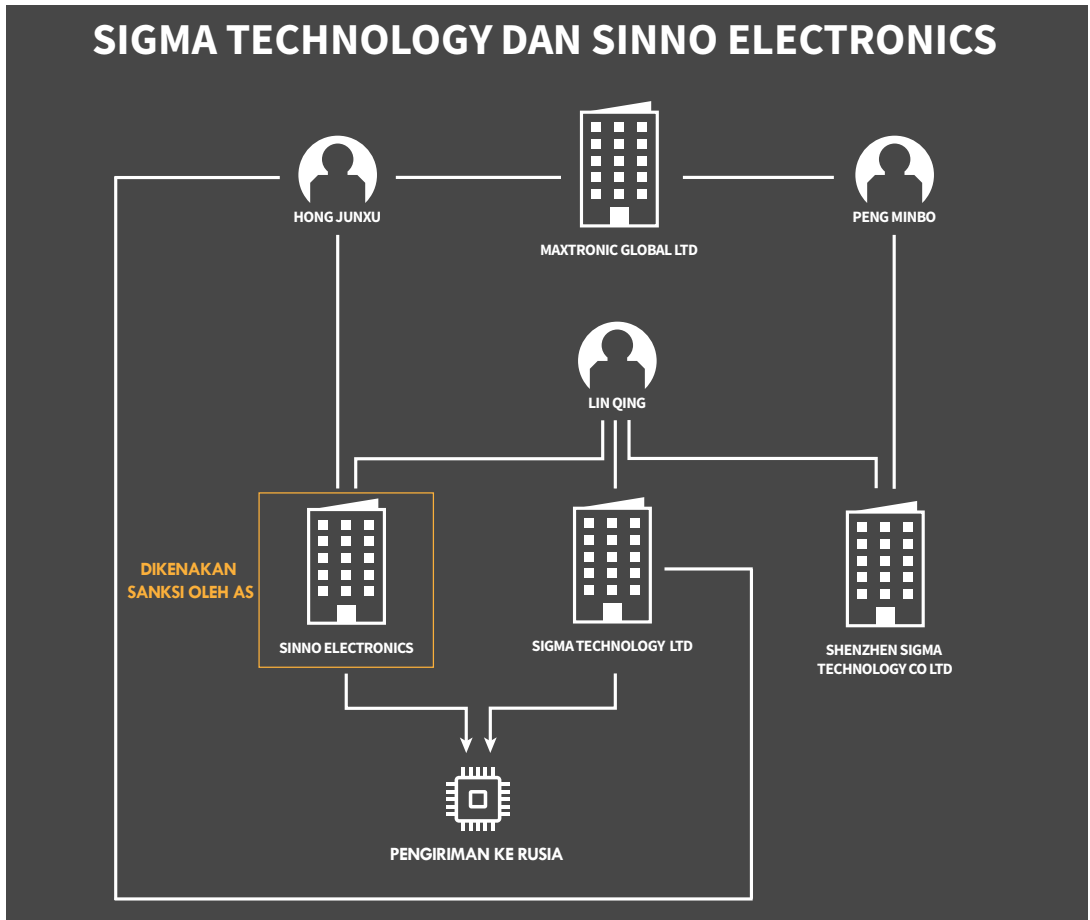 SIGMA TECHNOLOGY DAN SINNO ELECTRONICS
HONG JUNXU
PENG MINBO
MAXTRONIC GLOBAL LTD
LIN QING
DIKENAKAN
SANKSI OLEH AS
SINNO ELECTRONICS
SIGMA TECHNOLOGY LTD
SHENZHEN SIGMA
TECHNOLOGY CO LTD
PENGIRIMAN KE RUSIA